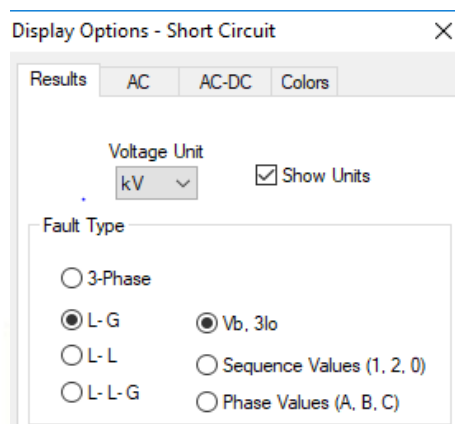 Display Options - Short Circuit
Results AC AC-DC Colors
Voltage Unit
kV Show Units
Fault Type
3-Phase
L- G Vb, 3Io
L- L Sequence Values (1, 2, 0)
L- L- G Phase Values (A, B, C)